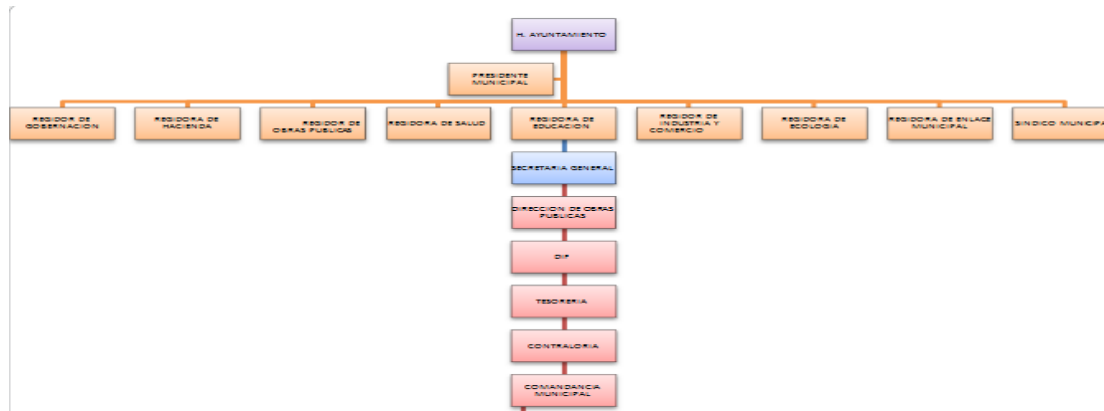 H. AYUNTAMIENTO
PRESIDENTE
MUNICIPAL
REGIDOR DE
GOBERNACION
REGIDORA DE
HACIENDA
REGIDOR DE
OBRAS PUBLICAS
REGIDORA DE SALUD
REGIDORA DE
EDUCACION
REGIDOR DE
INDUSTRIA Y
COMERCIO
REGIDORA DE
ECOLOGIA
REGIDORA DE ENLACE
MUNICIPAL
SINDICO MUNICIPA
SECRETARIA GENERAL
DIRECCION DE OBRAS
PUBLICAS
DIF
TESORERIA
CONTRALORIA
COMANDANCIA
MUNICIPAL